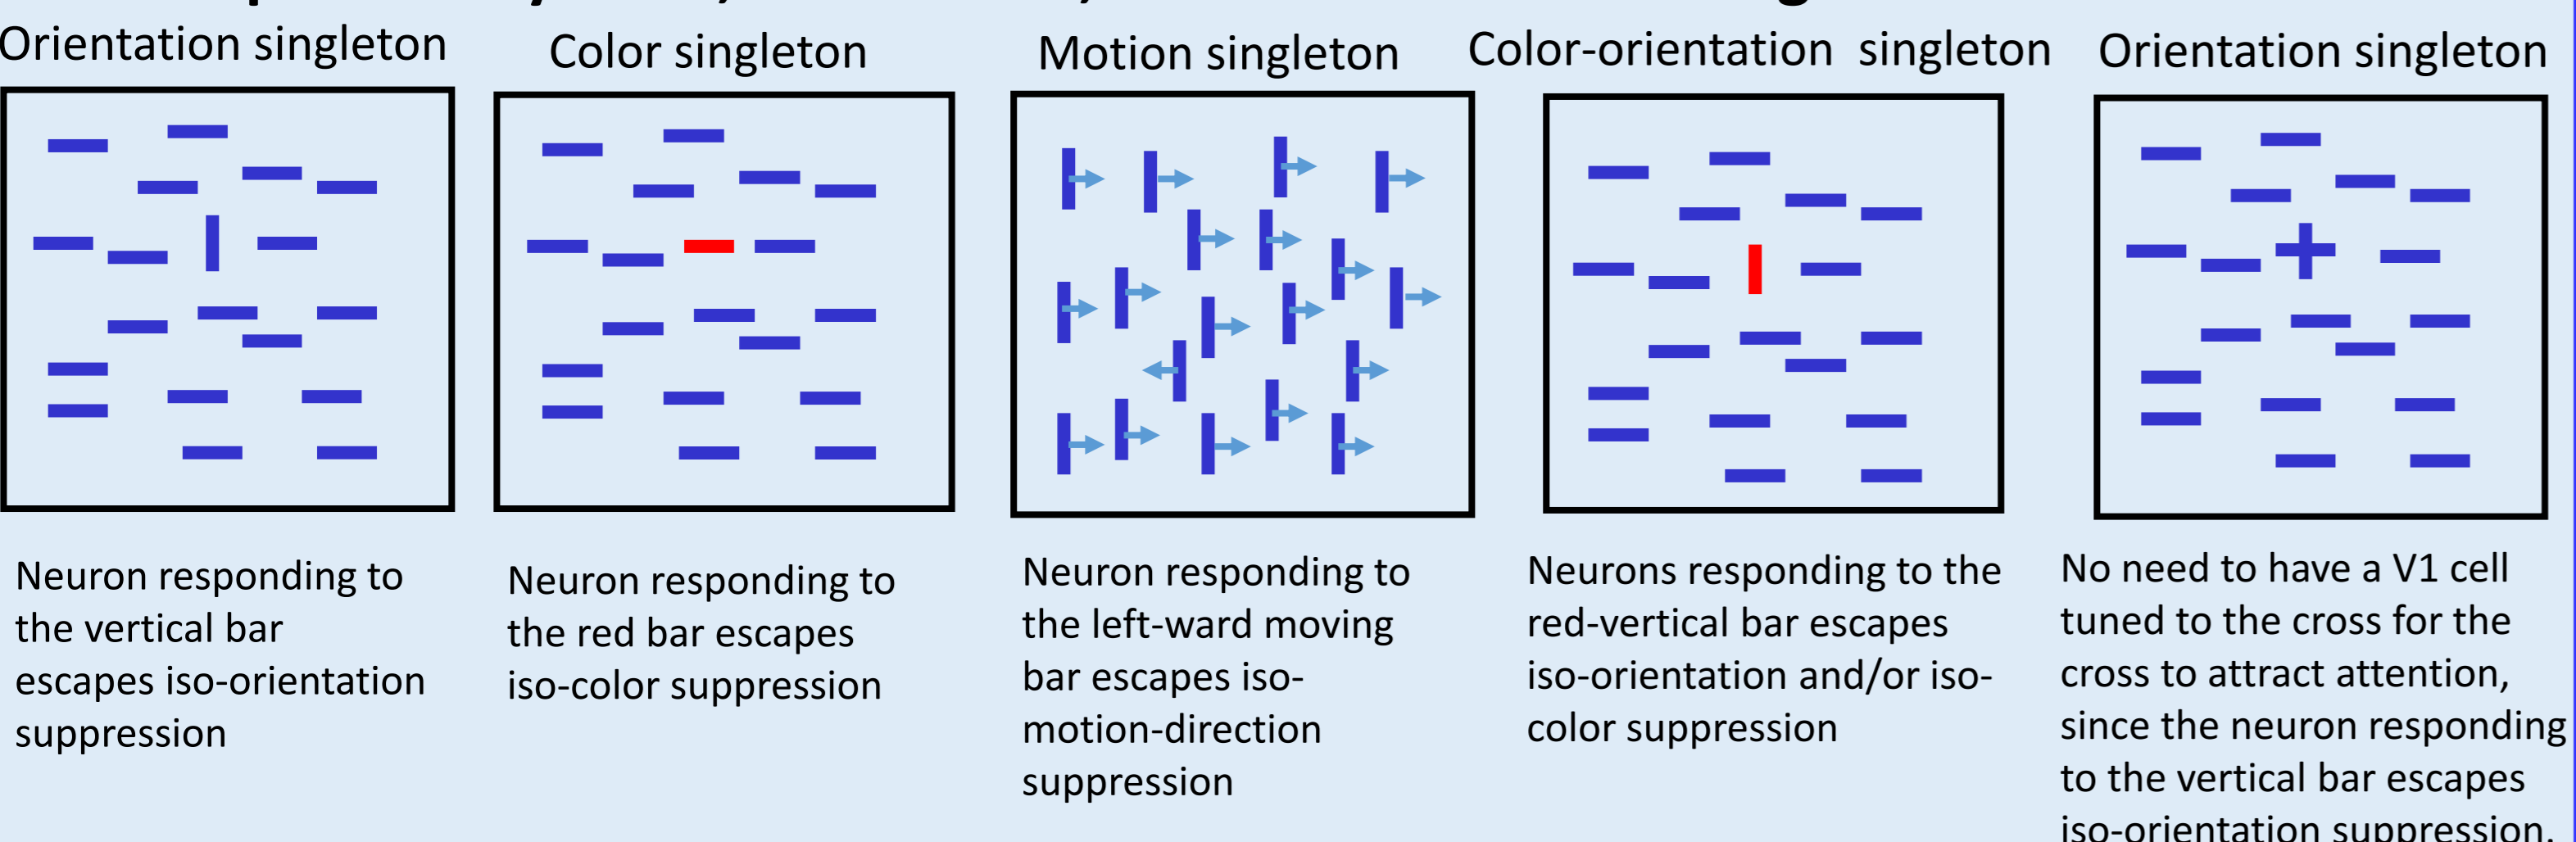 Orientation singleton
Color singleton
Motion singleton
Color-orientation singleton
Orientation singleton
Neuron responding to
the vertical bar
escapes iso-orientation
suppression
Neuron responding to
the red bar escapes
iso-color suppression
Neuron responding to
the left-ward moving
bar escapes iso-
motion-direction
suppression
Neurons responding to the
red-vertical bar escapes
iso-orientation and/or iso-
color suppression
No need to have a V1 cell
tuned to the cross for the
cross to attract attention,
since the neuron responding
to the vertical bar escapes
iso-orientation suppression.